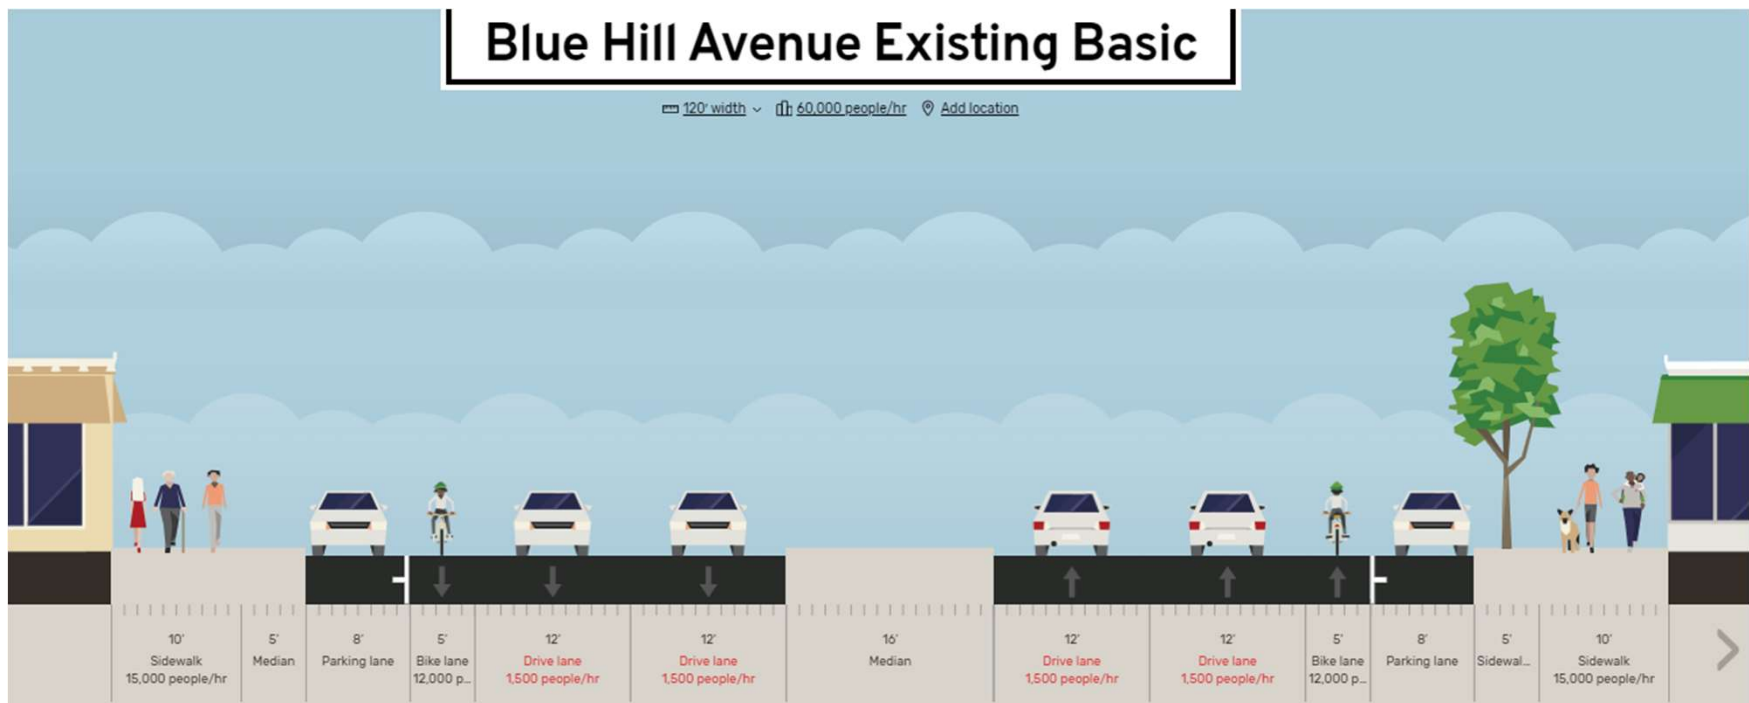 Blue Hill Avenue Existing Basic
120' width 60,000 people/hr Add location
10' 5' 8' 5' 12' 12' 16' 12' 12' 5' 8' 5' 10'
Sidewalk Median Parking lane Bike lane Drive lane Drive lane Median Drive lane Drive lane Bike lane Parking lane Sidewal... Sidewalk
15,000 people/hr 12,000 p... 1,500 people/hr 1,500 people/hr 1,500 people/hr 1,500 people/hr 12,000 p... 15,000 people/hr